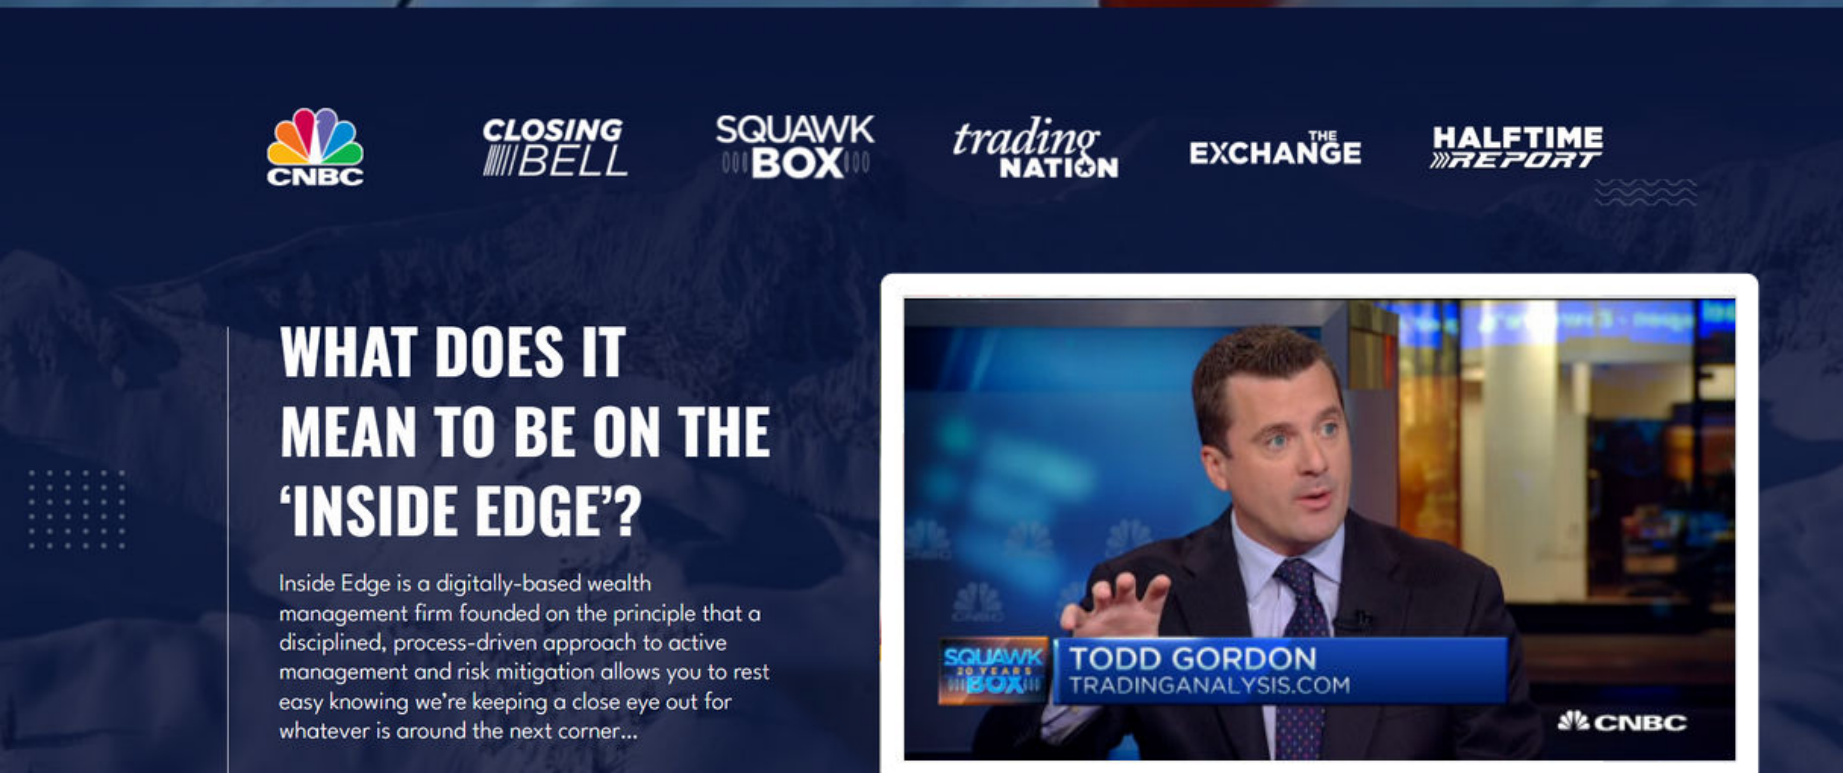 CNBC
CLOSING
BELL
SQUAWK
BOX
trading
NATION
THE
EXCHANGE
HALFTIME
REPORT
WHAT DOES IT
MEAN TO BE ON THE
‘INSIDE EDGE’?
Inside Edge is a digitally-based wealth
management firm founded on the principle that a
disciplined, process-driven approach to active
management and risk mitigation allows you to rest
easy knowing we’re keeping a close eye out for
whatever is around the next corner...
SQUAWK
20 YEARS
BOX
TODD GORDON
TRADINGANALYSIS.COM
CNBC